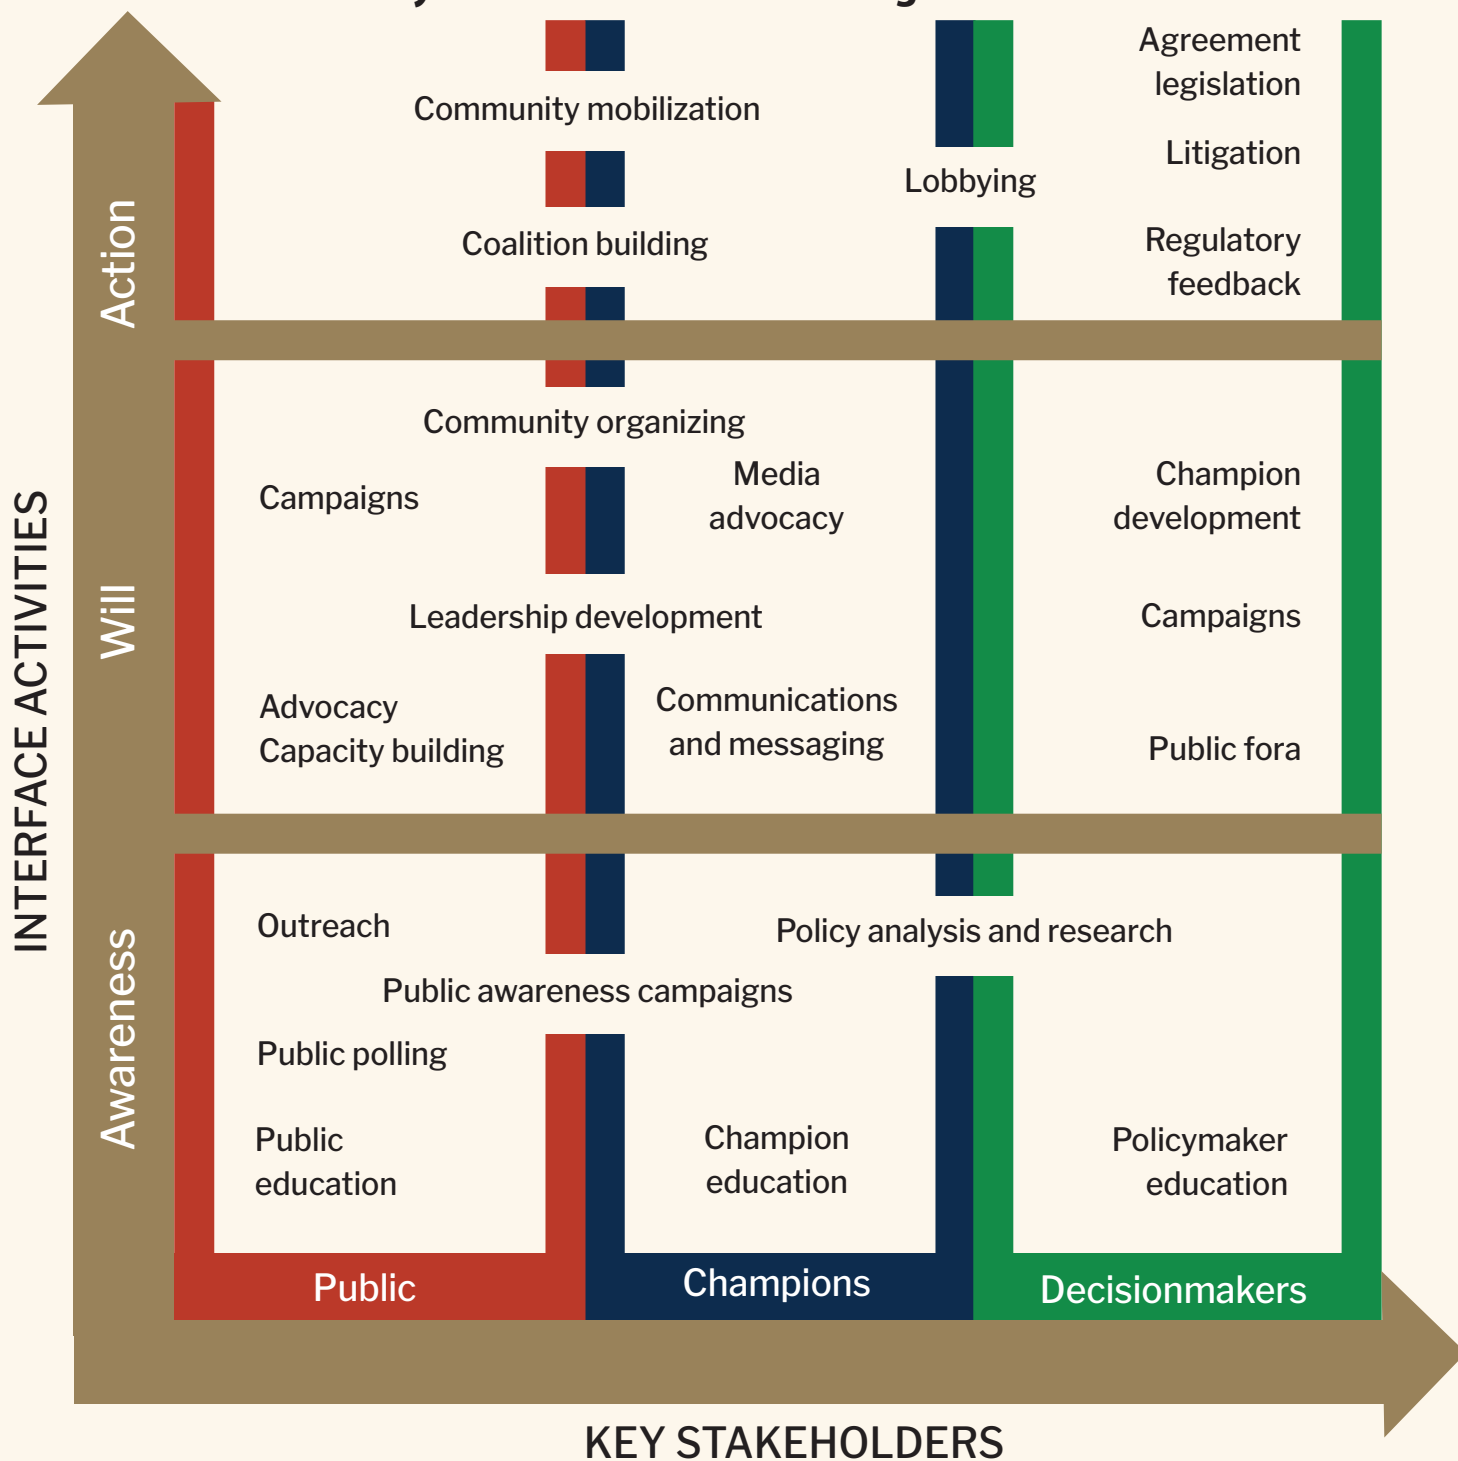 Agreement
legislation
Community mobilization
Litigation
Lobbying
Coalition building
Regulatory
feedback
Action
Community organizing
Campaigns
Media
advocacy
Champion
development
Leadership development
Campaigns
Will
Advocacy
Capacity building
Communications
and messaging
Public fora
INTERFACE ACTIVITIES
Outreach
Policy analysis and research
Public awareness campaigns
Public polling
Awareness
Public
education
Champion
education
Policymaker
education
Public
Champions
Decisionmakers
KEY STAKEHOLDERS